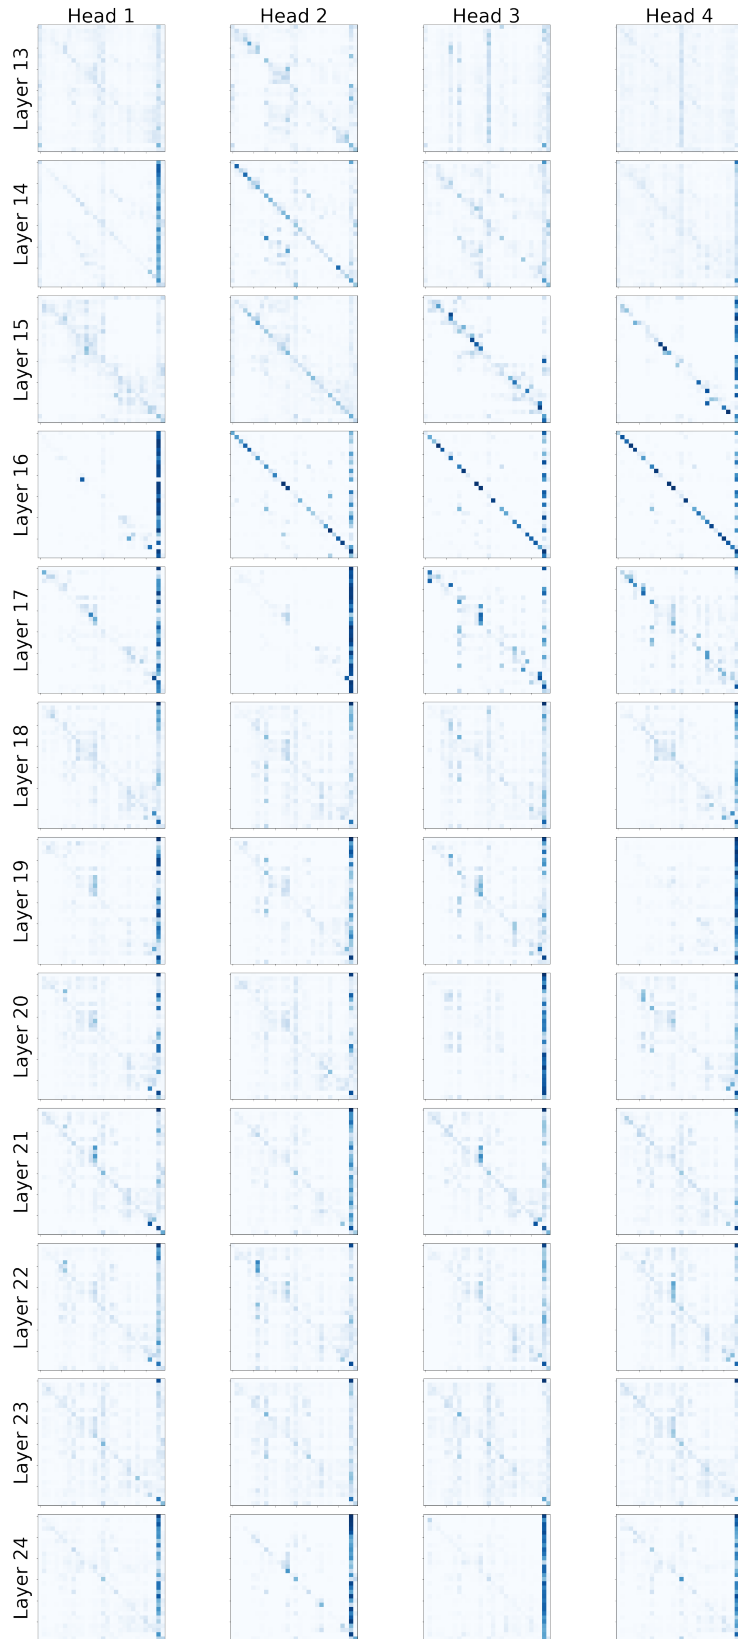 Head 1 Head 2 Head 3 Head 4
Layer 13
Layer 14
Layer 15
Layer 16
Layer 17
Layer 18
Layer 19
Layer 20
Layer 21
Layer 22
Layer 23
Layer 24